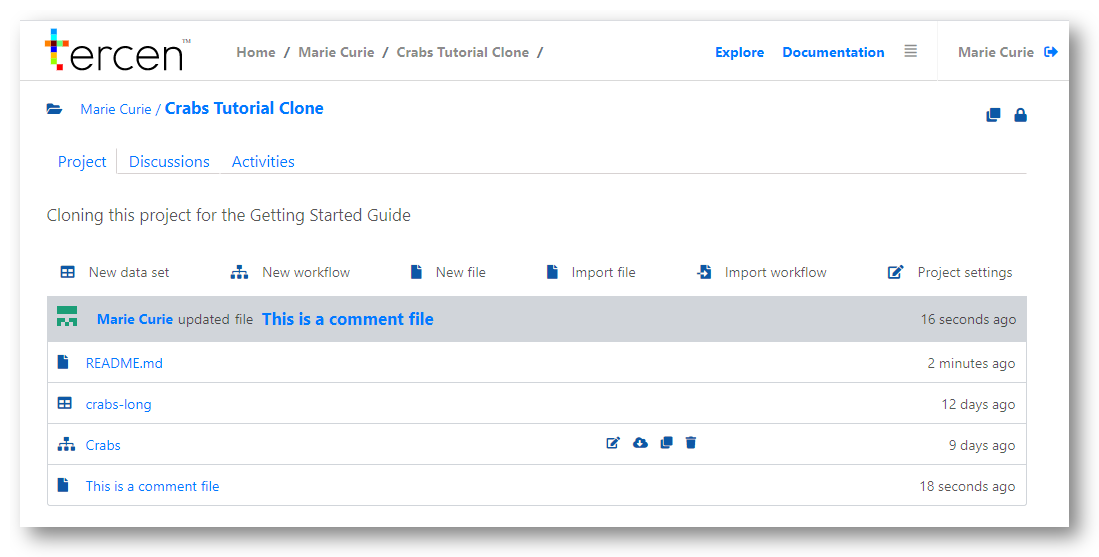 tercen™
Home / Marie Curie / Crabs Tutorial Clone /
Explore Documentation Marie Curie
Marie Curie / Crabs Tutorial Clone
Project Discussions Activities
Cloning this project for the Getting Started Guide
New data set New workflow New file Import file Import workflow Project settings
Marie Curie updated file This is a comment file 16 seconds ago
README.md 2 minutes ago
crabs-long 12 days ago
Crabs 9 days ago
This is a comment file 18 seconds ago